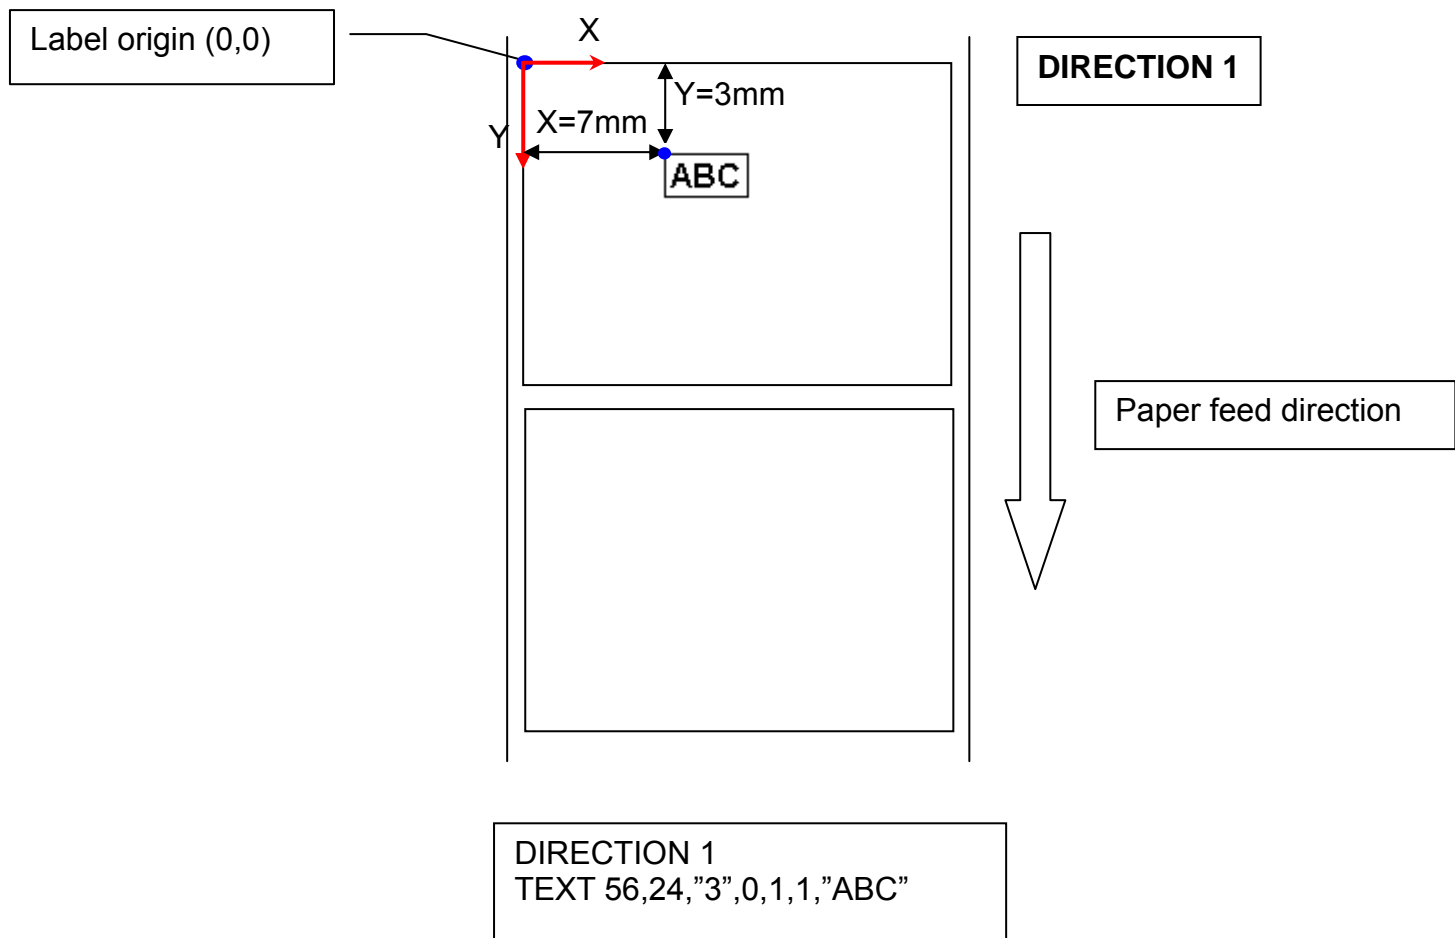 Label origin (0,0)
X
DIRECTION 1
Y=3mm
X=7mm
Y
ABC
Paper feed direction
DIRECTION 1
TEXT 56,24,”3”,0,1,1,”ABC”